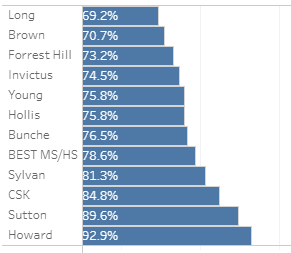 Long 69.2%
Brown 70.7%
Forrest Hill 73.2%
Invictus 74.5%
Young 75.8%
Hollis 75.8%
Bunche 76.5%
BEST MS/HS 78.6%
Sylvan 81.3%
CSK 84.8%
Sutton 89.6%
Howard 92.9%